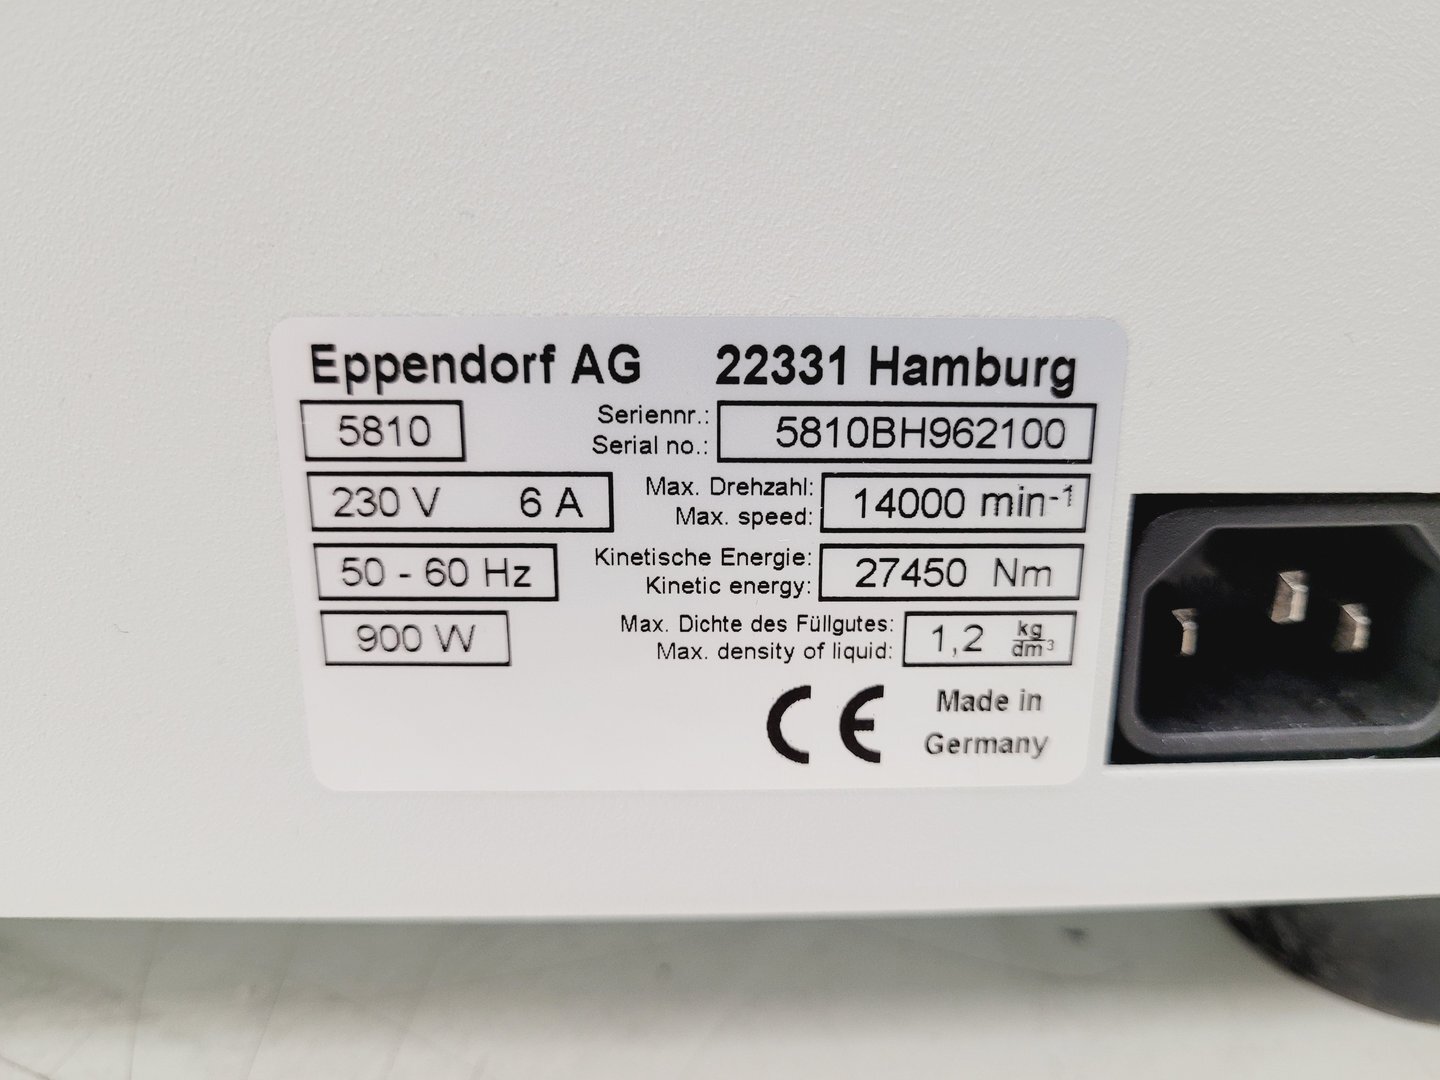 Eppendorf AG 22331 Hamburg
5810 Seriennr.: Serial no.: 5810BH962100
230 V 6 A Max. Drehzahl: Max. speed: 14000 min⁻¹
50 - 60 Hz Kinetische Energie: Kinetic energy: 27450 Nm
900 W Max. Dichte des Füllgutes: Max. density of liquid: 1,2 kg/dm³
CE Made in
Germany